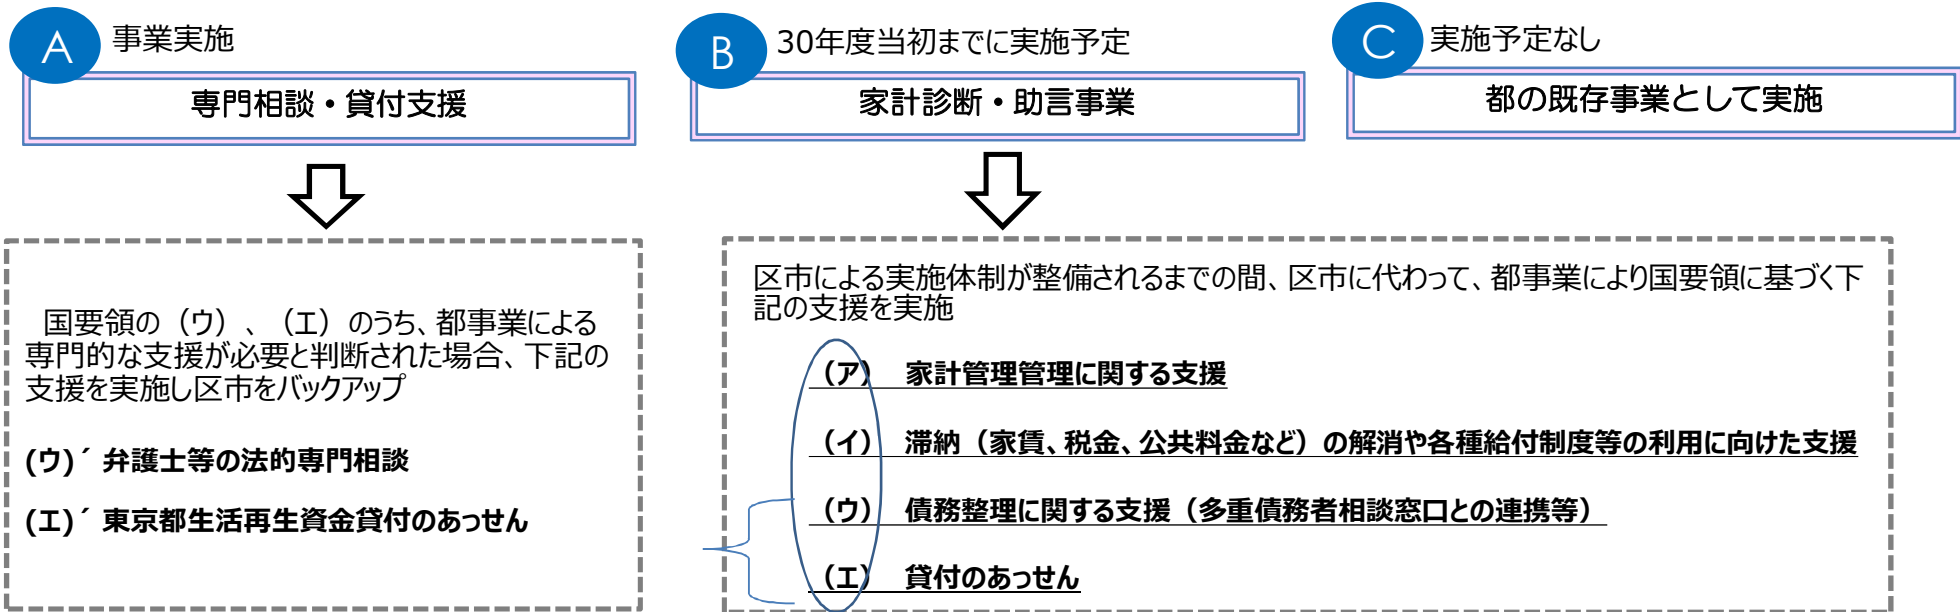 A 事業実施
専門相談・貸付支援
国要領の（ウ）、（エ）のうち、都事業による
専門的な支援が必要と判断された場合、下記の
支援を実施し区市をバックアップ
(ウ)´ 弁護士等の法的専門相談
(エ)´ 東京都生活再生資金貸付のあっせん
B 30年度当初までに実施予定
家計診断・助言事業
区市による実施体制が整備されるまでの間、区市に代わって、都事業により国要領に基づく下
記の支援を実施
（ア） 家計管理管理に関する支援
（イ） 滞納（家賃、税金、公共料金など）の解消や各種給付制度等の利用に向けた支援
（ウ） 債務整理に関する支援（多重債務者相談窓口との連携等）
（エ） 貸付のあっせん
C 実施予定なし
都の既存事業として実施